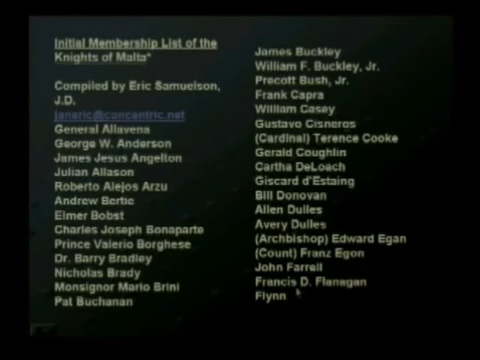 Initial Membership List of the
Knights of Malta*
Compiled by Eric Samuelson,
J.D.
janeric@concentric.net
General Allavena
George W. Anderson
James Jesus Angelton
Julian Allason
Roberto Alejos Arzu
Andrew Bertie
Elmer Bobst
Charles Joseph Bonaparte
Prince Valerio Borghese
Dr. Barry Bradley
Nicholas Brady
Monsignor Mario Brini
Pat Buchanan
James Buckley
William F. Buckley, Jr.
Precott Bush, Jr.
Frank Capra
William Casey
Gustavo Cisneros
(Cardinal) Terence Cooke
Gerald Coughlin
Cartha DeLoach
Giscard d'Estaing
Bill Donovan
Allen Dulles
Avery Dulles
(Archbishop) Edward Egan
(Count) Franz Egon
John Farrell
Francis D. Flanagan
Flynn